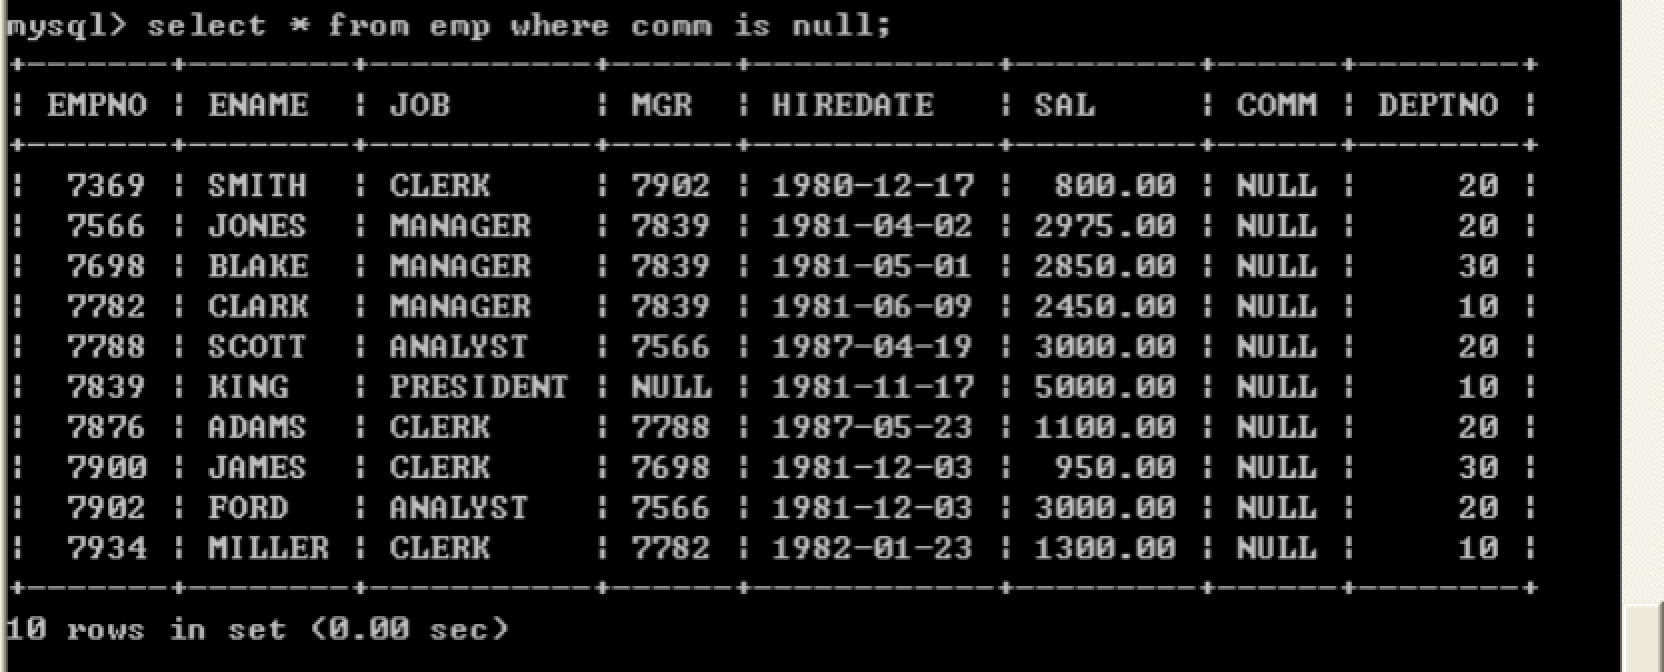 mysql> select * from emp where comm is null;
+-------+--------+-----------+------+------------+---------+------+--------+
| EMPNO | ENAME  | JOB       | MGR  | HIREDATE   | SAL     | COMM | DEPTNO |
+-------+--------+-----------+------+------------+---------+------+--------+
|  7369 | SMITH  | CLERK     | 7902 | 1980-12-17 |  800.00 | NULL |     20 |
|  7566 | JONES  | MANAGER   | 7839 | 1981-04-02 | 2975.00 | NULL |     20 |
|  7698 | BLAKE  | MANAGER   | 7839 | 1981-05-01 | 2850.00 | NULL |     30 |
|  7782 | CLARK  | MANAGER   | 7839 | 1981-06-09 | 2450.00 | NULL |     10 |
|  7788 | SCOTT  | ANALYST   | 7566 | 1987-04-19 | 3000.00 | NULL |     20 |
|  7839 | KING   | PRESIDENT | NULL | 1981-11-17 | 5000.00 | NULL |     10 |
|  7876 | ADAMS  | CLERK     | 7788 | 1987-05-23 | 1100.00 | NULL |     20 |
|  7900 | JAMES  | CLERK     | 7698 | 1981-12-03 |  950.00 | NULL |     30 |
|  7902 | FORD   | ANALYST   | 7566 | 1981-12-03 | 3000.00 | NULL |     20 |
|  7934 | MILLER | CLERK     | 7782 | 1982-01-23 | 1300.00 | NULL |     10 |
+-------+--------+-----------+------+------------+---------+------+--------+
10 rows in set (0.00 sec)